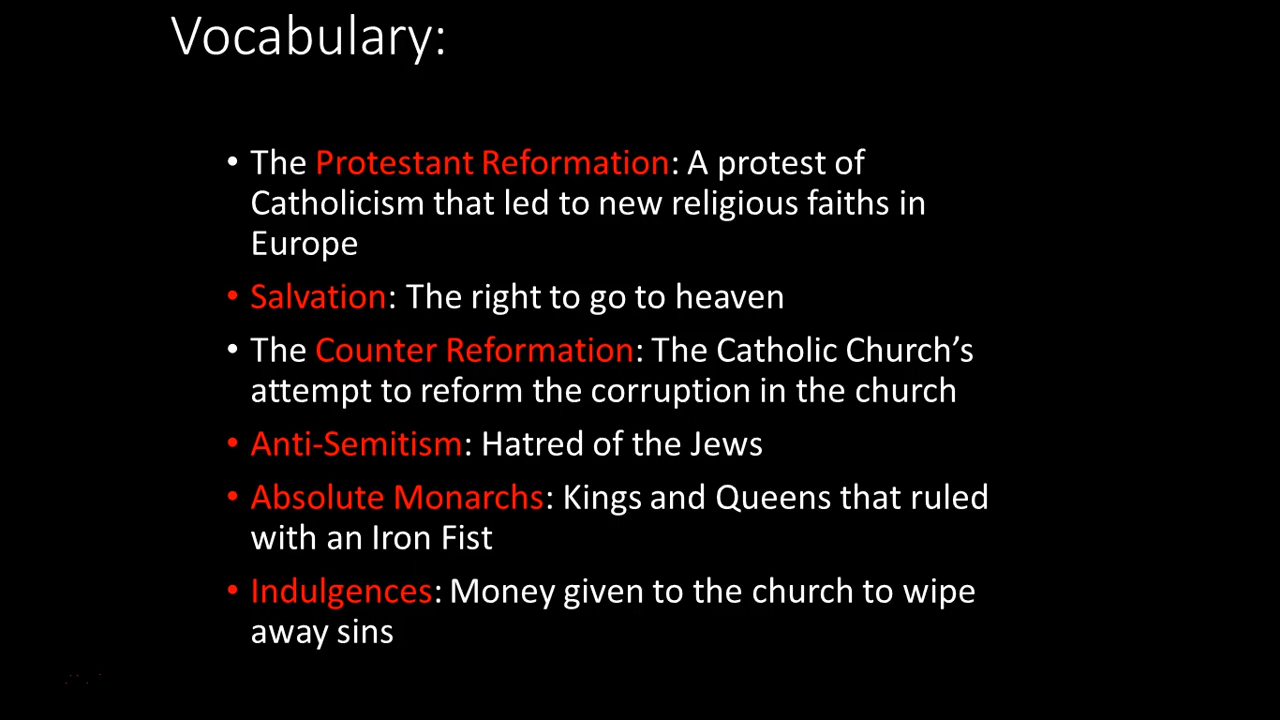 Vocabulary:
• The Protestant Reformation: A protest of
Catholicism that led to new religious faiths in
Europe
• Salvation: The right to go to heaven
• The Counter Reformation: The Catholic Church’s
attempt to reform the corruption in the church
• Anti-Semitism: Hatred of the Jews
• Absolute Monarchs: Kings and Queens that ruled
with an Iron Fist
• Indulgences: Money given to the church to wipe
away sins